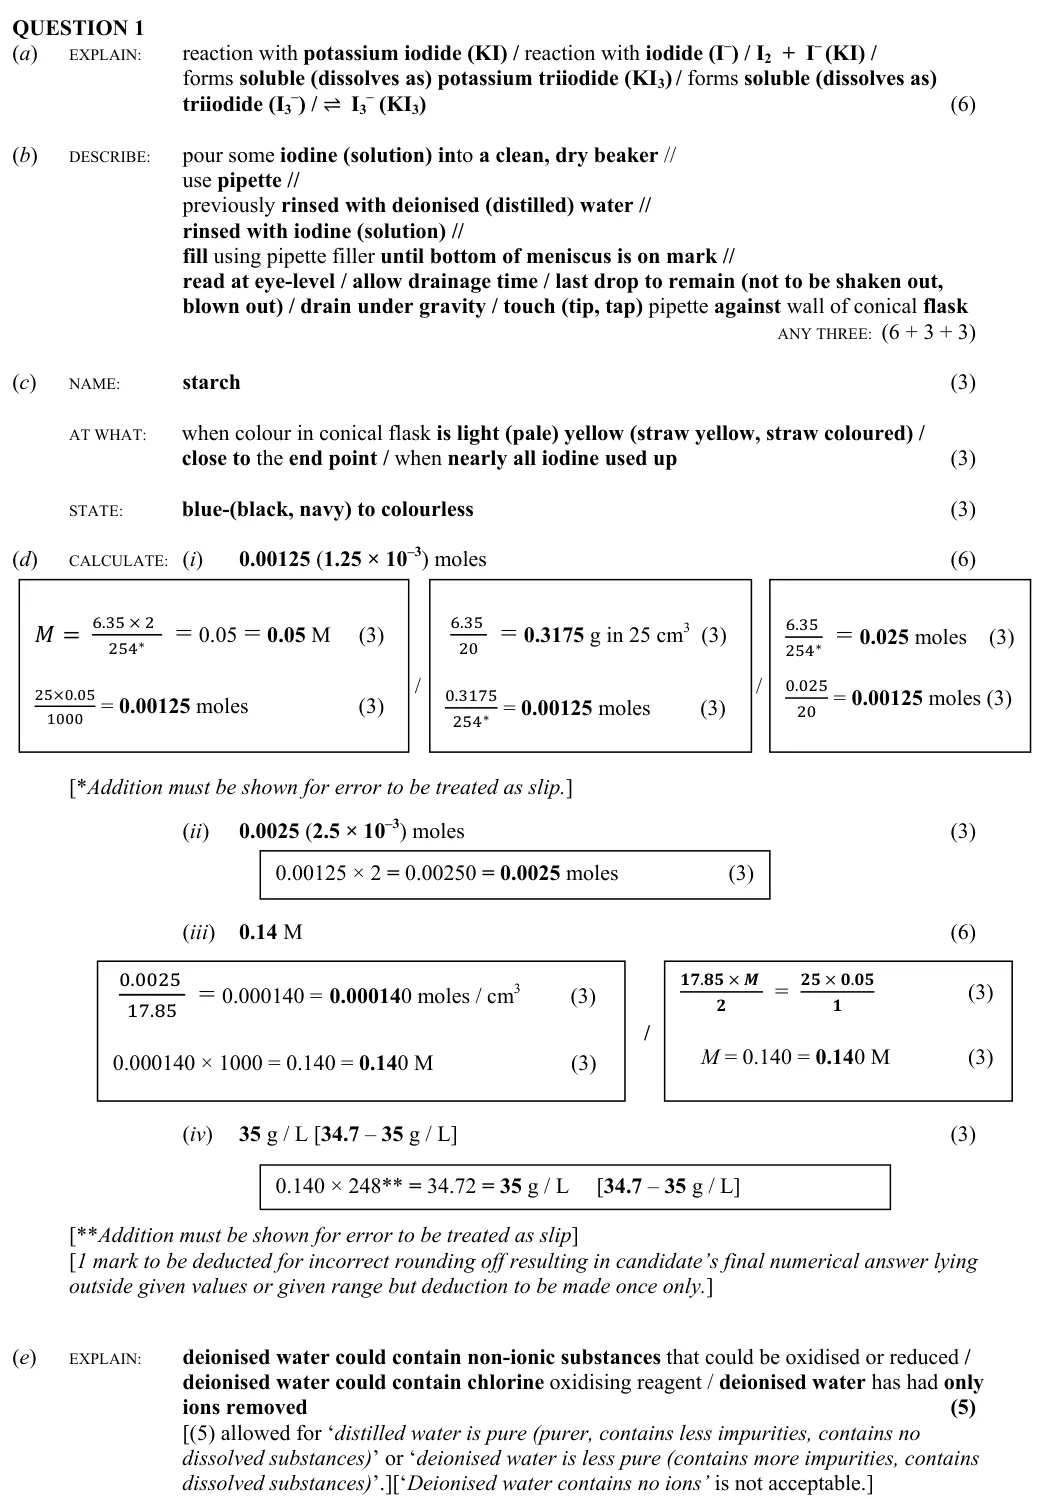 QUESTION 1
(a) EXPLAIN: reaction with potassium iodide (KI) / reaction with iodide (I⁻) / I₂ + I⁻ (KI) /
forms soluble (dissolves as) potassium triiodide (KI₃) / forms soluble (dissolves as)
triiodide (I₃⁻) / ⇌ I₃⁻ (KI₃) (6)
(b) DESCRIBE: pour some iodine (solution) into a clean, dry beaker //
use pipette //
previously rinsed with deionised (distilled) water //
rinsed with iodine (solution) //
fill using pipette filler until bottom of meniscus is on mark //
read at eye-level / allow drainage time / last drop to remain (not to be shaken out,
blown out) / drain under gravity / touch (tip, tap) pipette against wall of conical flask
ANY THREE: (6 + 3 + 3)
(c) NAME: starch (3)
AT WHAT: when colour in conical flask is light (pale) yellow (straw yellow, straw coloured) /
close to the end point / when nearly all iodine used up (3)
STATE: blue-(black, navy) to colourless (3)
(d) CALCULATE: (i) 0.00125 (1.25 × 10⁻³) moles (6)
M = 6.35 × 2 / 254* = 0.05 = 0.05 M (3)
25×0.05 / 1000 = 0.00125 moles (3)
/
6.35 / 20 = 0.3175 g in 25 cm³ (3)
0.3175 / 254* = 0.00125 moles (3)
/
6.35 / 254* = 0.025 moles (3)
0.025 / 20 = 0.00125 moles (3)
[*Addition must be shown for error to be treated as slip.]
(ii) 0.0025 (2.5 × 10⁻³) moles (3)
0.00125 × 2 = 0.00250 = 0.0025 moles (3)
(iii) 0.14 M (6)
0.0025 / 17.85 = 0.000140 = 0.000140 moles / cm³ (3)
0.000140 × 1000 = 0.140 = 0.140 M (3)
/
17.85 × M / 2 = 25 × 0.05 / 1 (3)
M = 0.140 = 0.140 M (3)
(iv) 35 g / L [34.7 – 35 g / L] (3)
0.140 × 248** = 34.72 = 35 g / L [34.7 – 35 g / L]
[**Addition must be shown for error to be treated as slip]
[1 mark to be deducted for incorrect rounding off resulting in candidate's final numerical answer lying
outside given values or given range but deduction to be made once only.]
(e) EXPLAIN: deionised water could contain non-ionic substances that could be oxidised or reduced /
deionised water could contain chlorine oxidising reagent / deionised water has had only
ions removed (5)
[(5) allowed for ‘distilled water is pure (purer, contains less impurities, contains no
dissolved substances)’ or ‘deionised water is less pure (contains more impurities, contains
dissolved substances)’.][‘Deionised water contains no ions’ is not acceptable.]